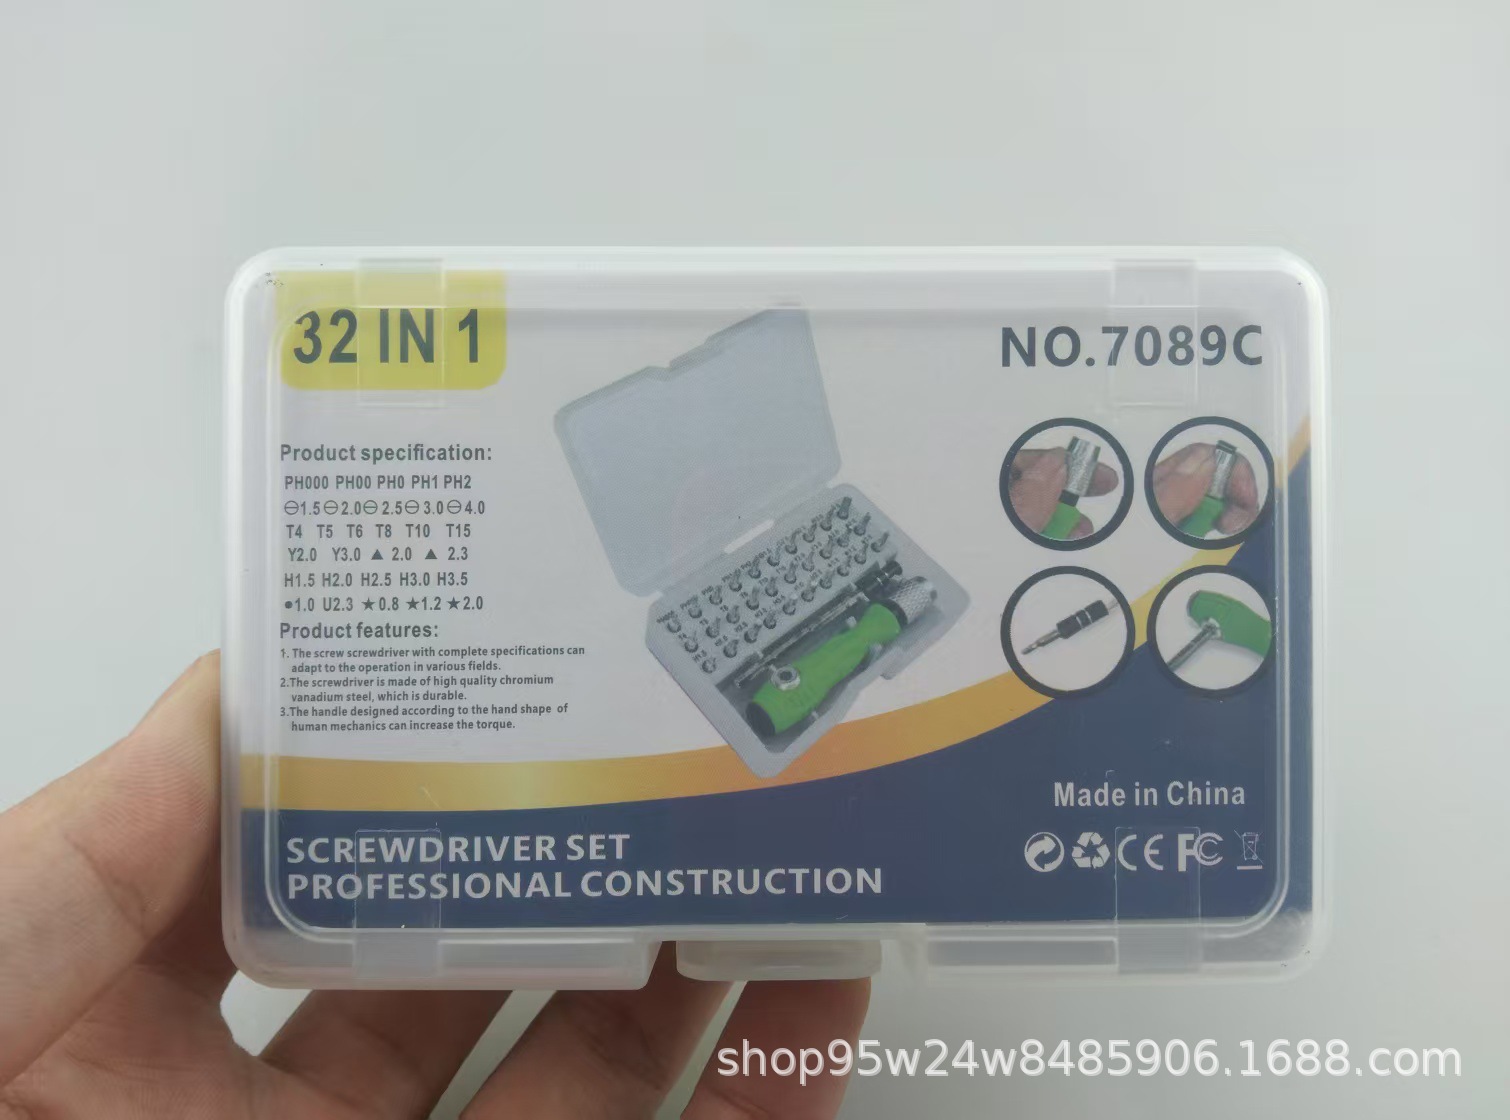 32 IN 1
NO.7089C
Product specification:
PH000 PH00 PH0 PH1 PH2
⊖1.5⊖2.0⊖2.5⊖3.0⊖4.0
T4 T5 T6 T8 T10 T15
Y2.0 Y3.0 ▲ 2.0 ▲ 2.3
H1.5 H2.0 H2.5 H3.0 H3.5
●1.0 U2.3 ★0.8 ★1.2 ★2.0
Product features:
1. The screw screwdriver with complete specifications can
adapt to the operation in various fields.
2.The screwdriver is made of high quality chromium
vanadium steel, which is durable.
3.The handle designed according to the hand shape of
human mechanics can increase the torque.
Made in China
CE FC
SCREWDRIVER SET
PROFESSIONAL CONSTRUCTION
shop95w24w8485906.1688.com